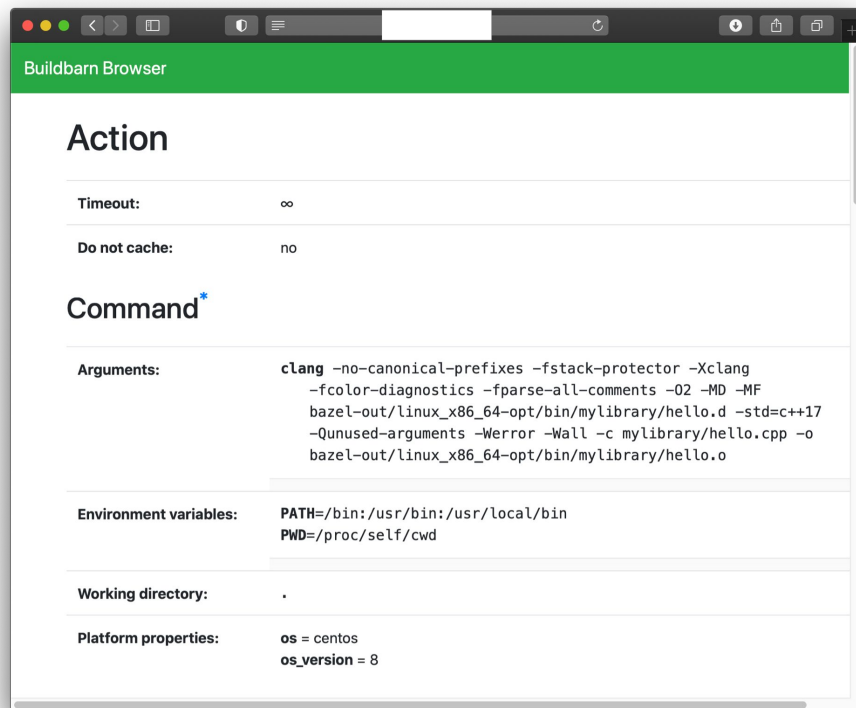 Buildbarn Browser
Action
Timeout: ∞
Do not cache: no
Command*
Arguments: clang -no-canonical-prefixes -fstack-protector -Xclang
-fcolor-diagnostics -fparse-all-comments -O2 -MD -MF
bazel-out/linux_x86_64-opt/bin/mylibrary/hello.d -std=c++17
-Qunused-arguments -Werror -Wall -c mylibrary/hello.cpp -o
bazel-out/linux_x86_64-opt/bin/mylibrary/hello.o
Environment variables: PATH=/bin:/usr/bin:/usr/local/bin
PWD=/proc/self/cwd
Working directory: .
Platform properties: os = centos
os_version = 8